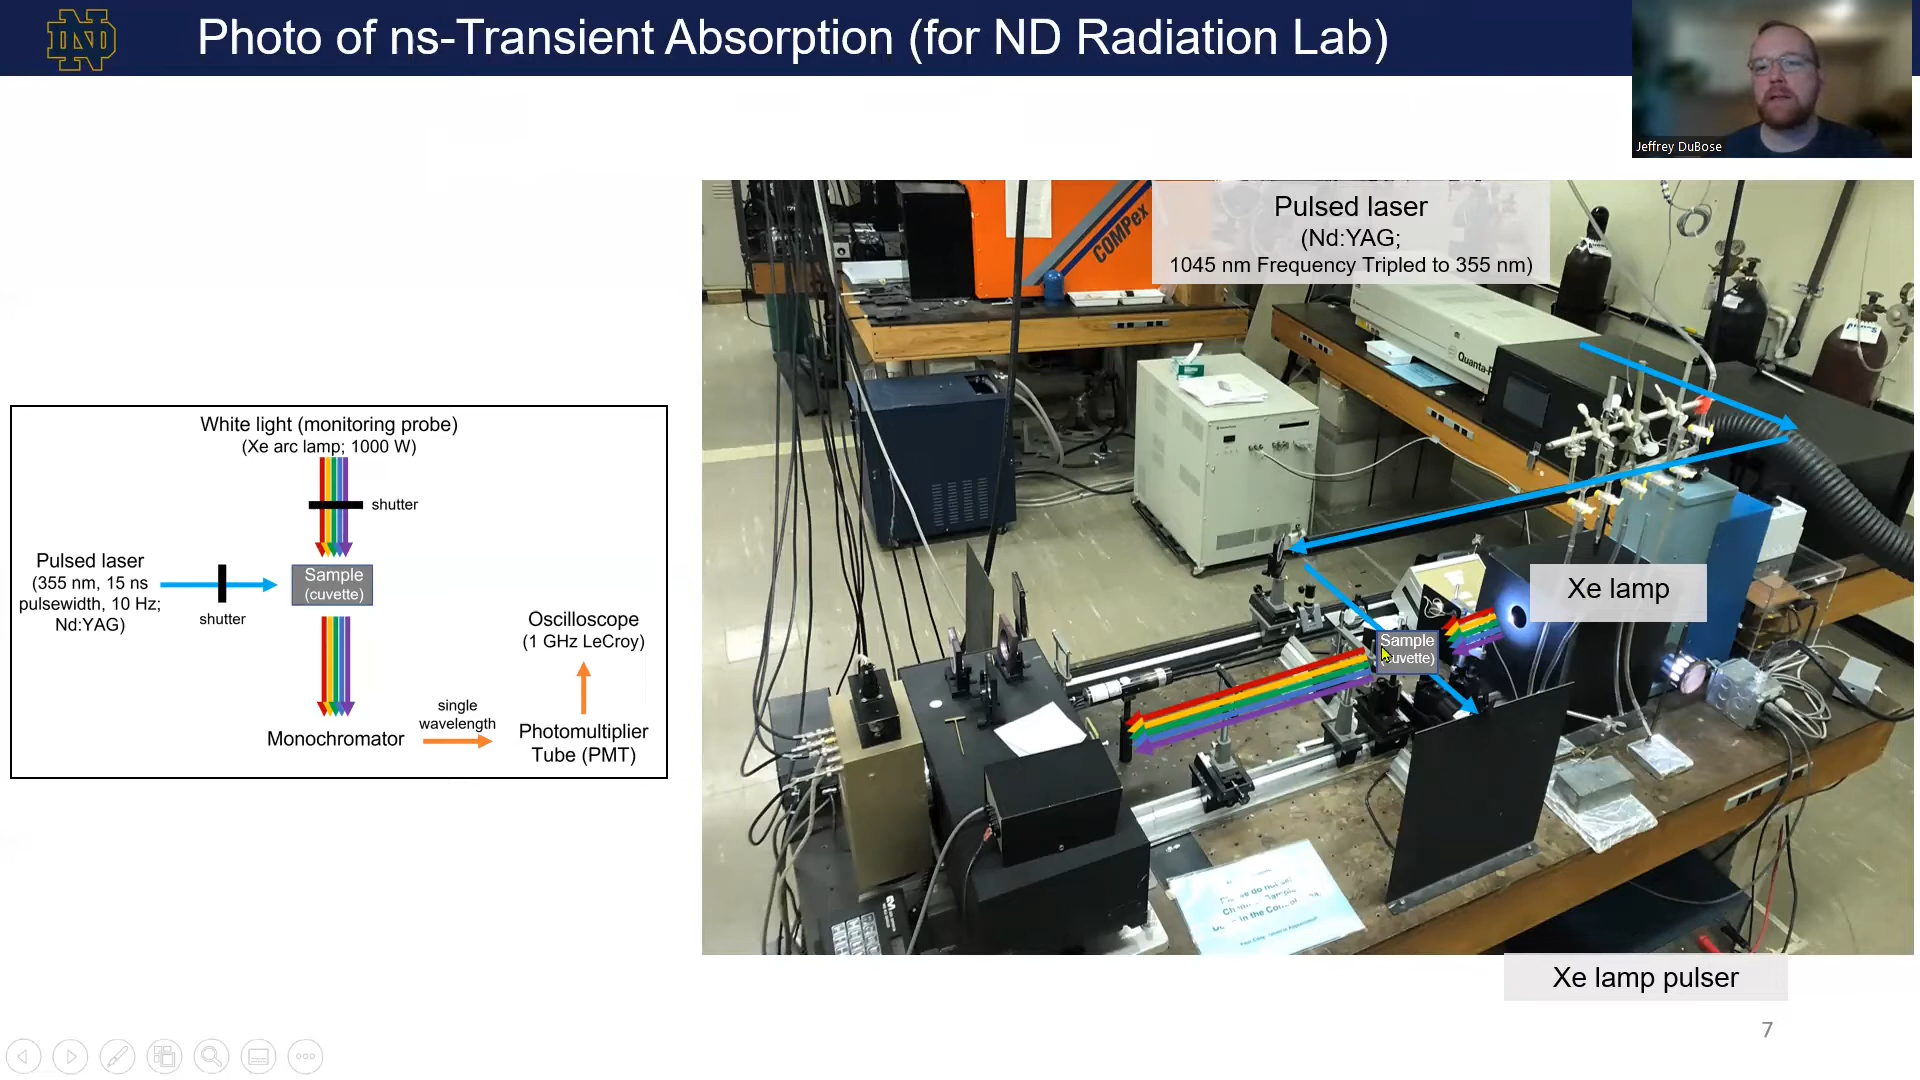 Photo of ns-Transient Absorption (for ND Radiation Lab)
Jeffrey DuBose
White light (monitoring probe)
(Xe arc lamp; 1000 W)
shutter
Pulsed laser
(355 nm, 15 ns
pulsewidth, 10 Hz;
Nd:YAG)
shutter
Sample
(cuvette)
Monochromator
single
wavelength
Oscilloscope
(1 GHz LeCroy)
Photomultiplier
Tube (PMT)
Pulsed laser
(Nd:YAG;
1045 nm Frequency Tripled to 355 nm)
COMPex
Quanta-
Xe lamp
Sample
(cuvette)
Xe lamp pulser
7